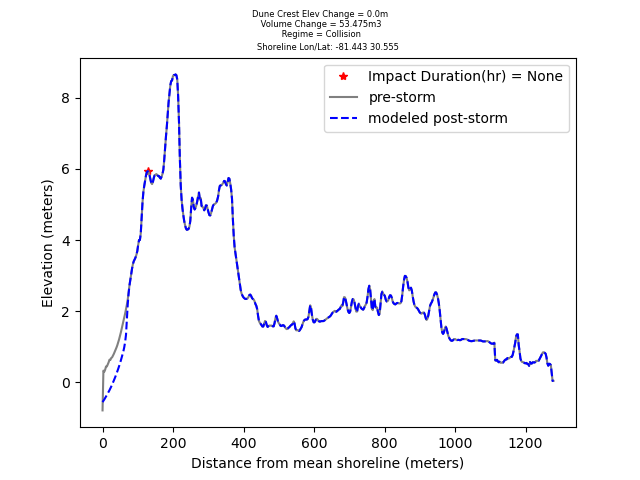 Dune Crest Elev Change = 0.0m
Volume Change = 53.475m3
Regime = Collision
Shoreline Lon/Lat: -81.443 30.555
Impact Duration(hr) = None
pre-storm
modeled post-storm
8
6
4
2
0
Elevation (meters)
0 200 400 600 800 1000 1200
Distance from mean shoreline (meters)